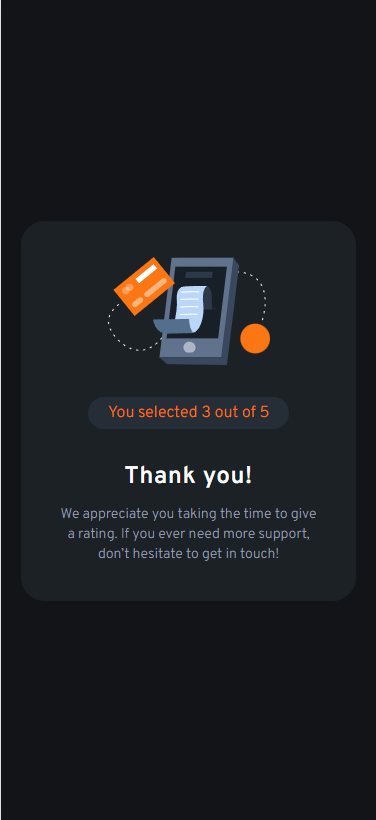 You selected 3 out of 5
Thank you!
We appreciate you taking the time to give
a rating. If you ever need more support,
don't hesitate to get in touch!